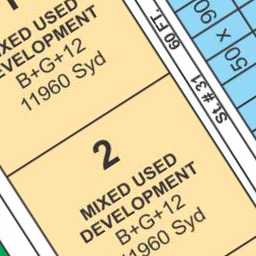 MIXED USED
DEVELOPMENT
B+G+12
11960 Syd
2
MIXED USED
DEVELOPMENT
B+G+12
11960 Syd
60 FT.
St. # 31
50 x 90